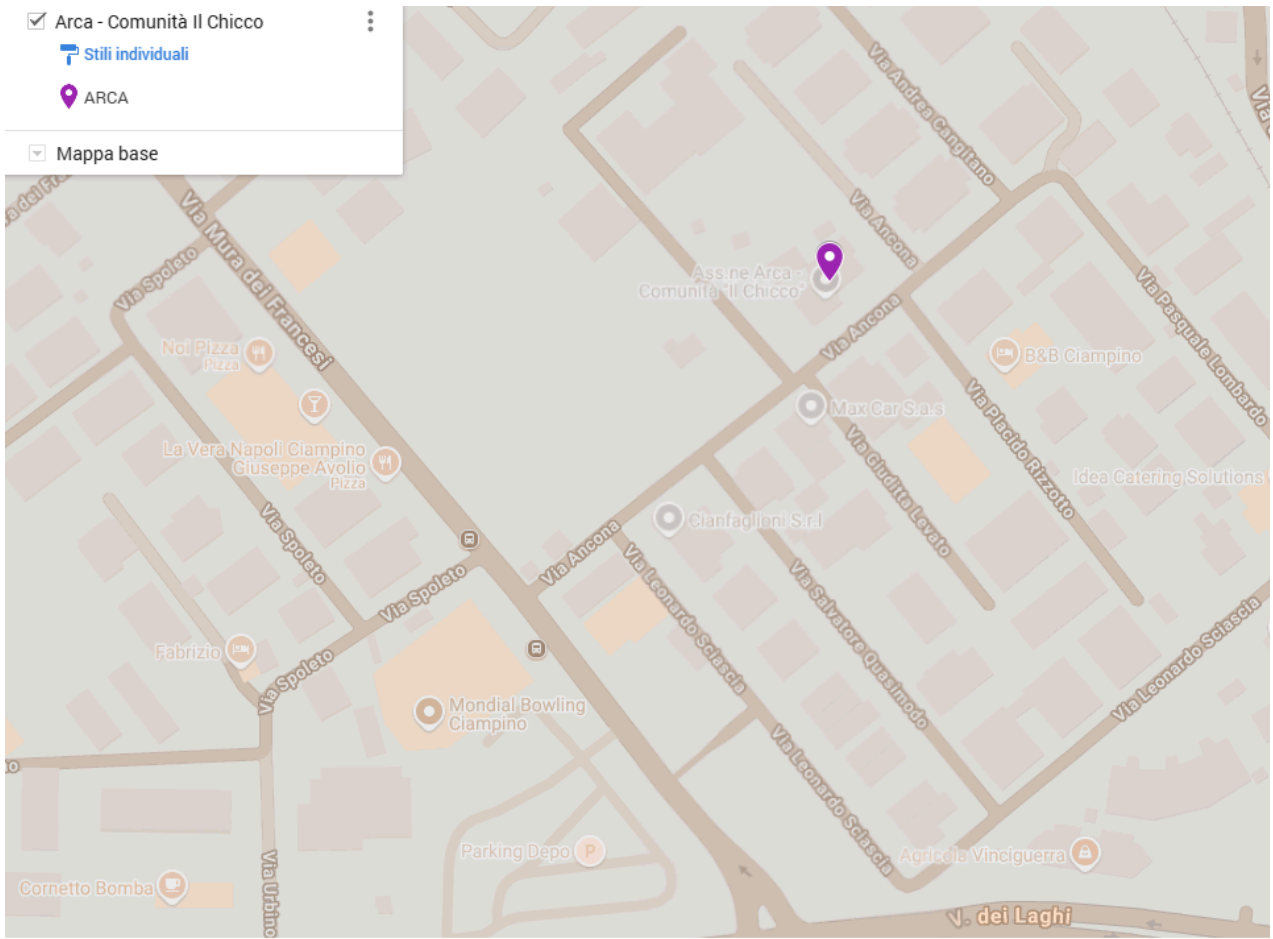 Arca - Comunità Il Chicco
Stili individuali
ARCA
Mappa base
Via Andrea Cangitano
Via Mura dei Francesi
Via Spoleto
Via Ancona
Ass.ne Arca -
Comunità "Il Chicco"
Via Ancona
Via Pasquale Lombardo
Noi Pizza
Pizza
B&B Ciampino
Max Car S.a.s
Via Placido Rizzotto
La Vera Napoli Ciampino
Giuseppe Avolio
Pizza
Via Giuditta Levato
Idea Catering Solutions
Cianfaglioni S.r.l
Via Spoleto
Via Ancona
Via Spoleto
Via Leonardo Sciascia
Via Salvatore Quasimodo
Fabrizio
Via Spoleto
Via Leonardo Sciascia
Mondial Bowling
Ciampino
Via Leonardo Sciascia
Parking Depo
P
Agricola Vinciguerra
Cornetto Bomba
Via Urbino
V. dei Laghi